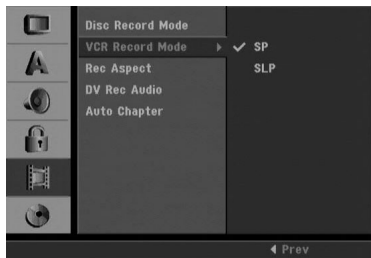 Disc Record Mode
VCR Record Mode SP
Rec Aspect SLP
DV Rec Audio
Auto Chapter
A
Prev